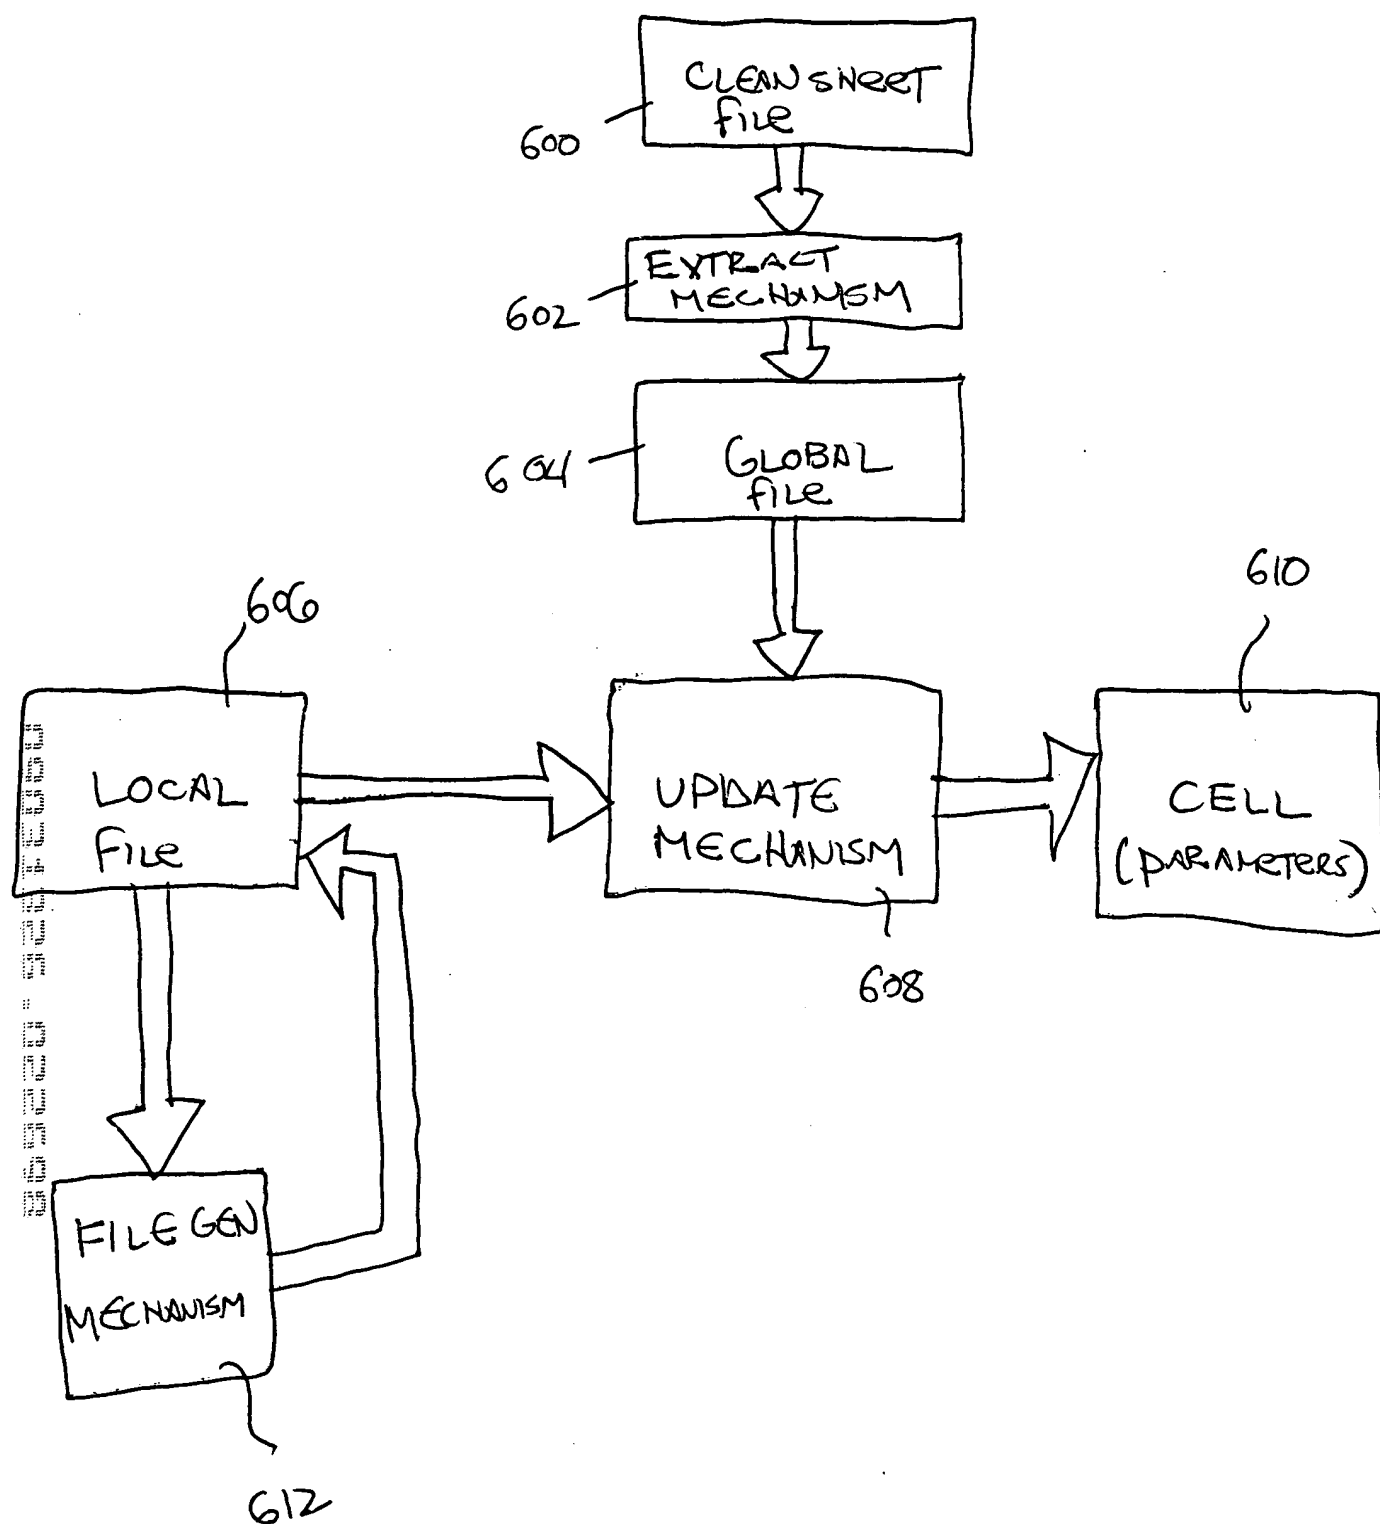 CLEAN SHEET
FILE
600
EXTRACT
MECHANISM
602
GLOBAL
FILE
604
606
610
LOCAL
FILE
UPDATE
MECHANISM
CELL
(PARAMETERS)
608
FILE GEN
MECHANISM
612